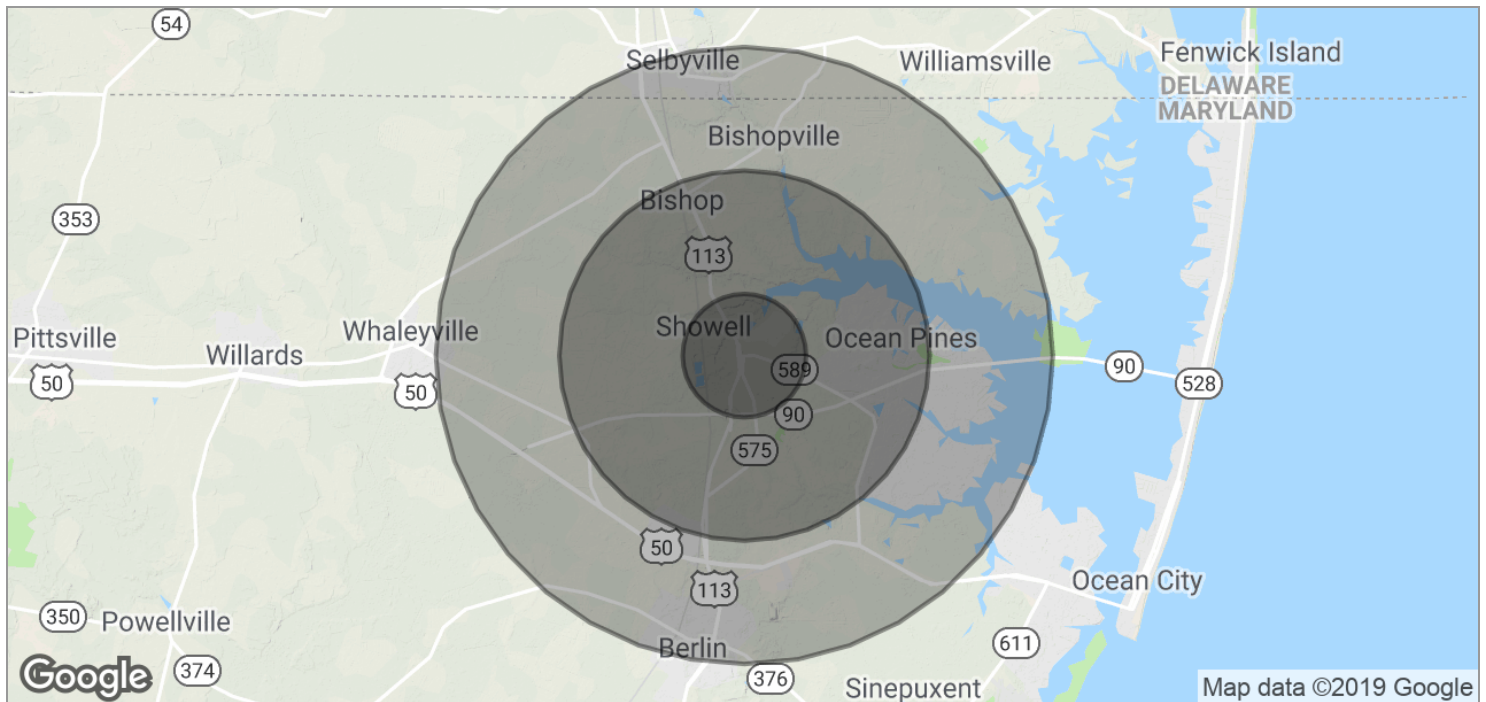 54
Selbyville
Williamsville
Fenwick Island
DELAWARE
MARYLAND
Bishopville
Bishop
353
113
Showell
Ocean Pines
Pittsville
Willards
Whaleyville
50
50
589
90
528
90
575
50
113
Ocean City
350
Powellville
Berlin
611
374
376
Sinepuxent
Google
Map data ©2019 Google